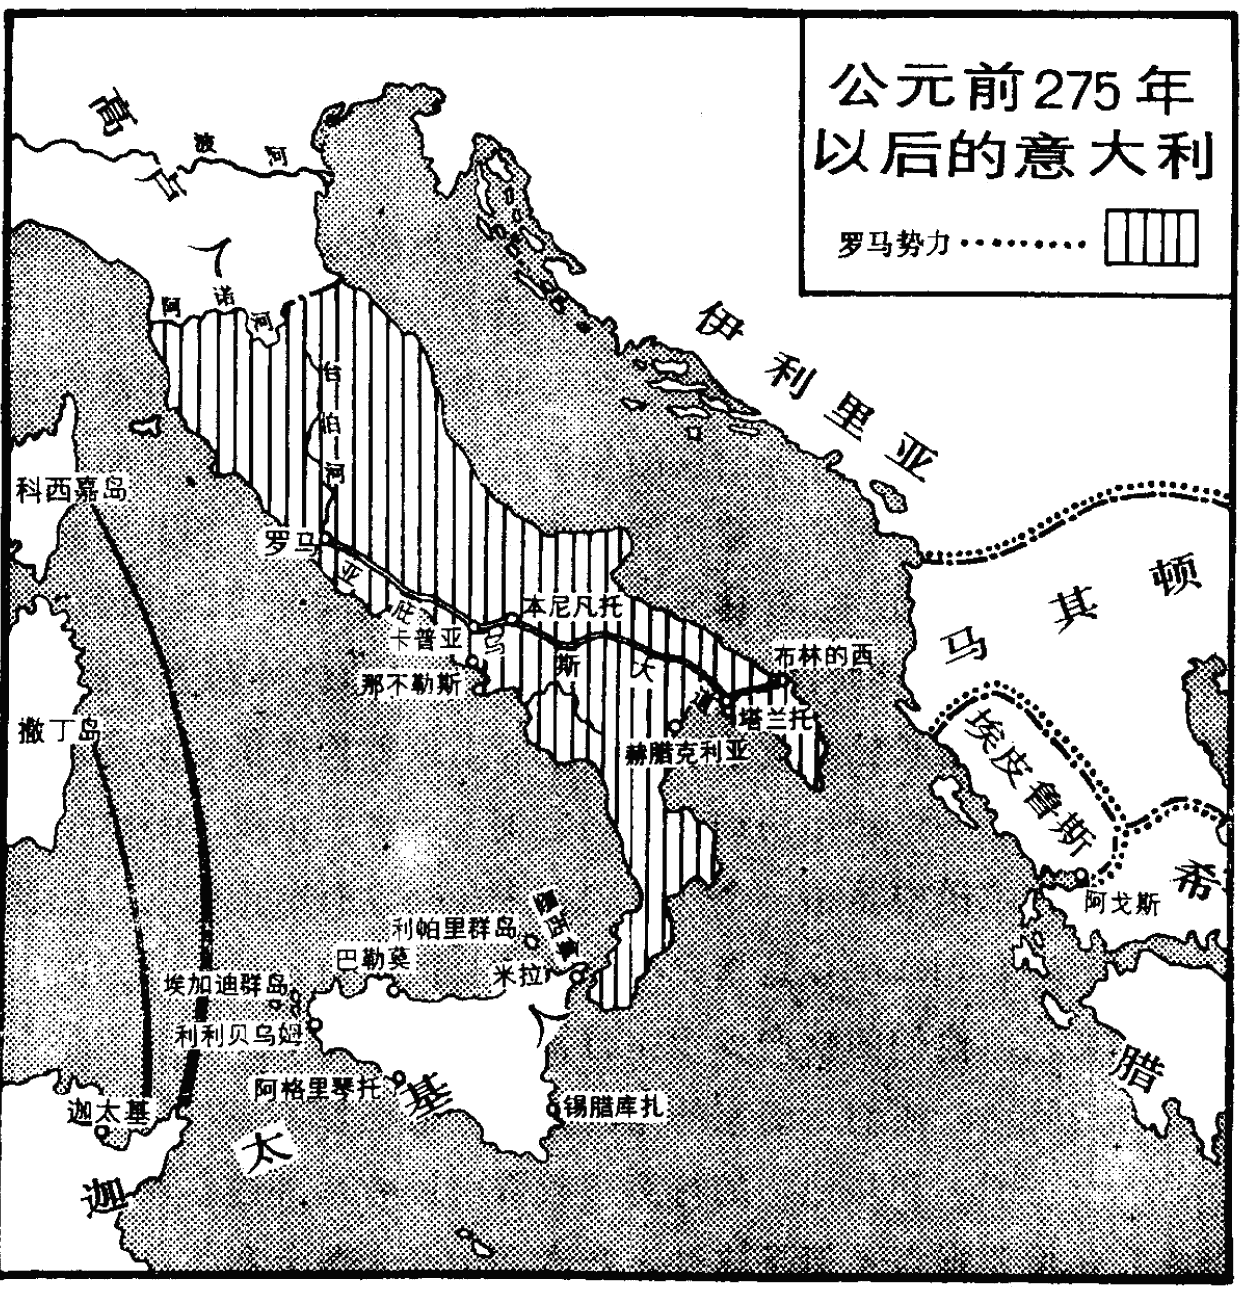 公元前275年
以后的意大利
罗马势力
高卢人
波河
阿诺河
台伯河
伊利里亚
科西嘉岛
罗马
亚庇乌斯大道
本尼凡托
卡普亚
那不勒斯
布林的西
塔兰托
赫腊克利亚
撒丁岛
马其顿
埃皮鲁斯
阿戈斯
希腊
利帕里群岛
巴勒莫
米拉
埃加迪群岛
利利贝乌姆
阿格里琴托
锡腊库扎
迦太基
迦太基人